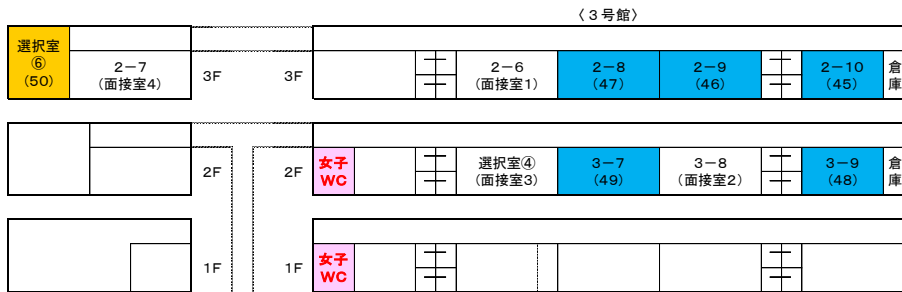 〈３号館〉
選択室
⑥
(50)
２－７
(面接室4)
３F
３F
２－６
(面接室1)
２－８
(47)
２－９
(46)
２－10
(45)
倉
庫
２F
２F
女子
WC
選択室④
(面接室3)
３－７
(49)
３－８
(面接室2)
３－９
(48)
倉
庫
１F
１F
女子
WC